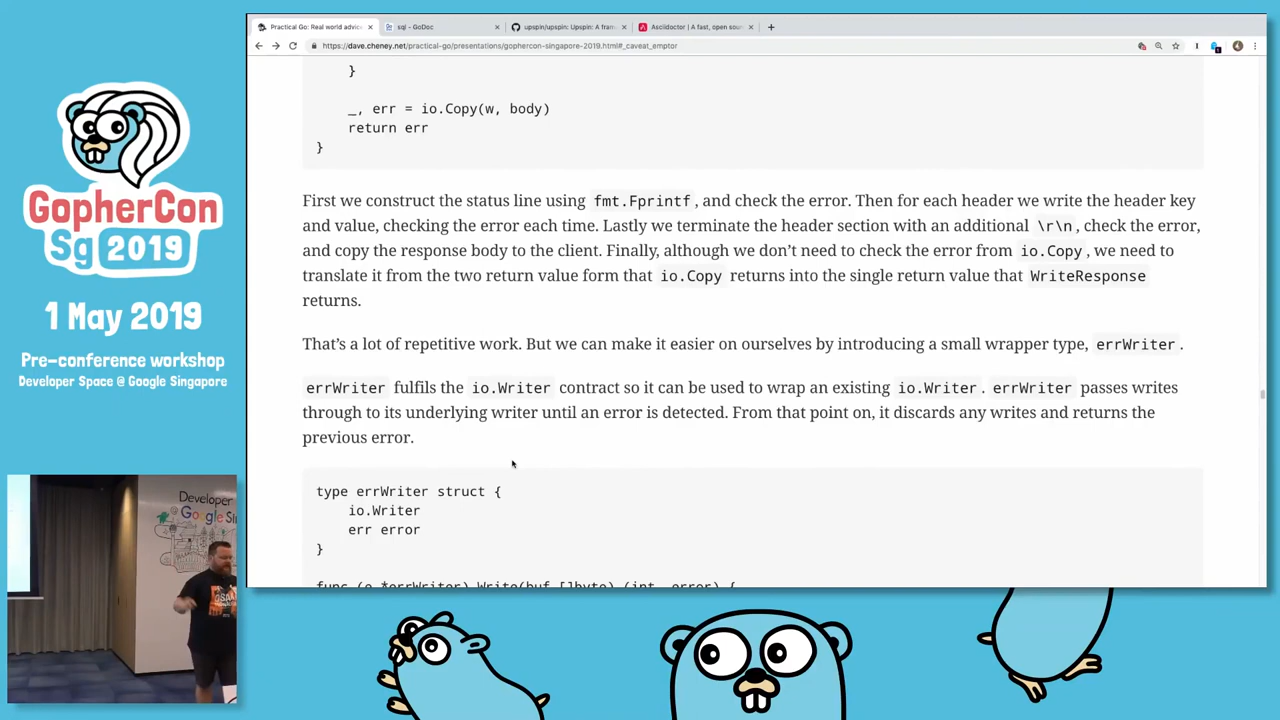 GopherCon
Sg 2019
1 May 2019
Pre-conference workshop
Developer Space @ Google Singapore
Practical Go: Real world advic
sql - GoDoc
upspin/upspin: Upspin: A fram
Asciidoctor | A fast, open sou
https://dave.cheney.net/practical-go/presentations/gophercon-singapore-2019.html#_caveat_emptor
}
_, err = io.Copy(w, body)
return err
}
First we construct the status line using fmt.Fprintf, and check the error. Then for each header we write the header key
and value, checking the error each time. Lastly we terminate the header section with an additional \r\n, check the error,
and copy the response body to the client. Finally, although we don’t need to check the error from io.Copy, we need to
translate it from the two return value form that io.Copy returns into the single return value that WriteResponse
returns.
That’s a lot of repetitive work. But we can make it easier on ourselves by introducing a small wrapper type, errWriter.
errWriter fulfils the io.Writer contract so it can be used to wrap an existing io.Writer. errWriter passes writes
through to its underlying writer until an error is detected. From that point on, it discards any writes and returns the
previous error.
type errWriter struct {
io.Writer
err error
}
func (e *errWriter) Write(buf []byte) (int, error) {
Developer
Google